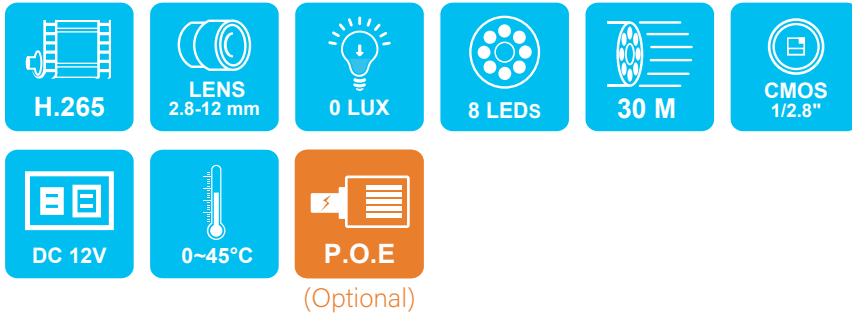 H.265
LENS
2.8-12 mm
0 LUX
8 LEDs
30 M
CMOS
1/2.8"
DC 12V
0~45°C
P.O.E
(Optional)